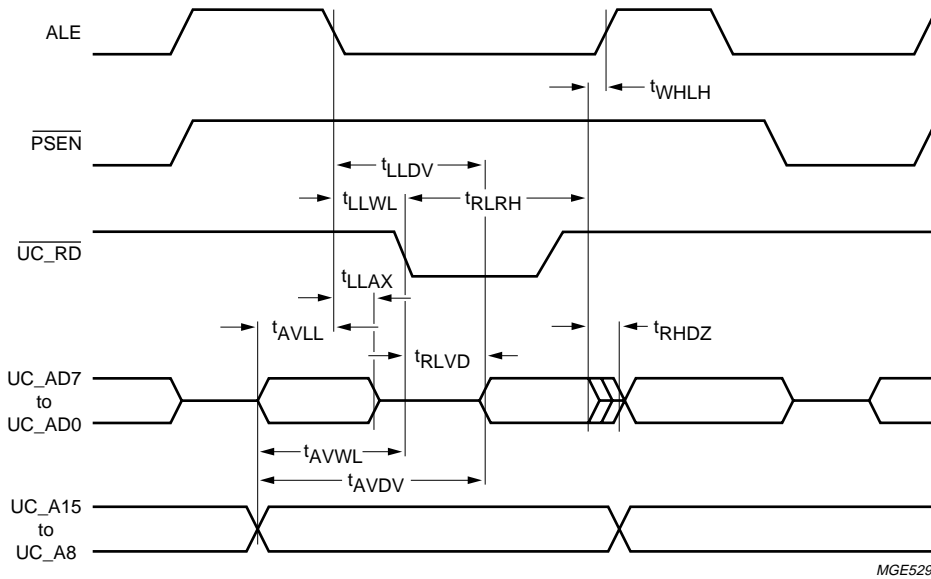 ALE
tWHLH
PSEN
tLLDV
tLLWL
tRLRH
UC_RD
tLLAX
tAVLL
tRHDZ
tRLVD
UC_AD7
to
UC_AD0
tAVWL
tAVDV
UC_A15
to
UC_A8
MGE529